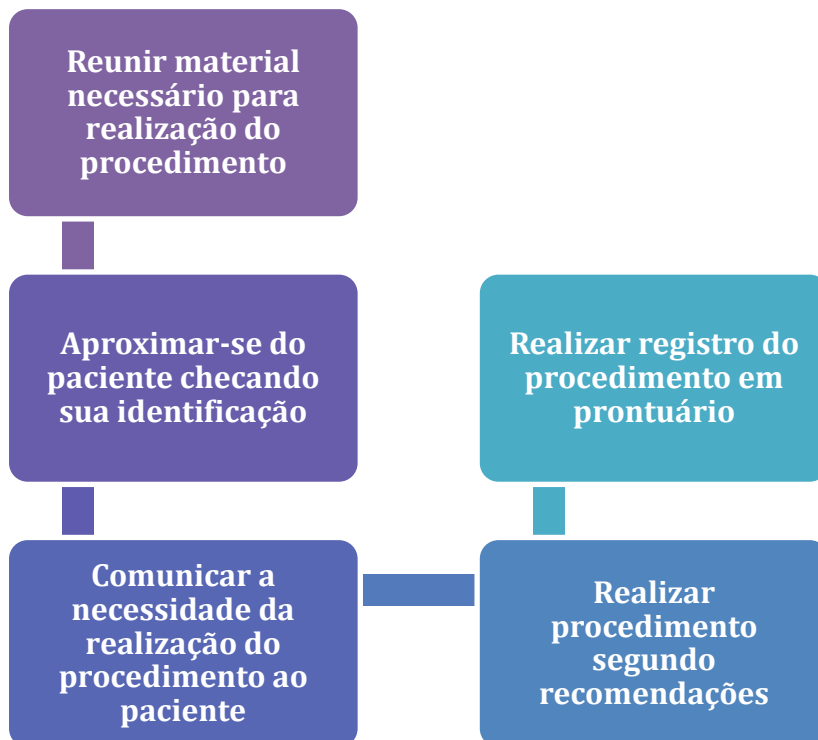 Reunir material
necessário para
realização do
procedimento
Aproximar-se do
paciente checando
sua identificação
Comunicar a
necessidade da
realização do
procedimento ao
paciente
Realizar
procedimento
segundo
recomendações
Realizar registro do
procedimento em
prontuário